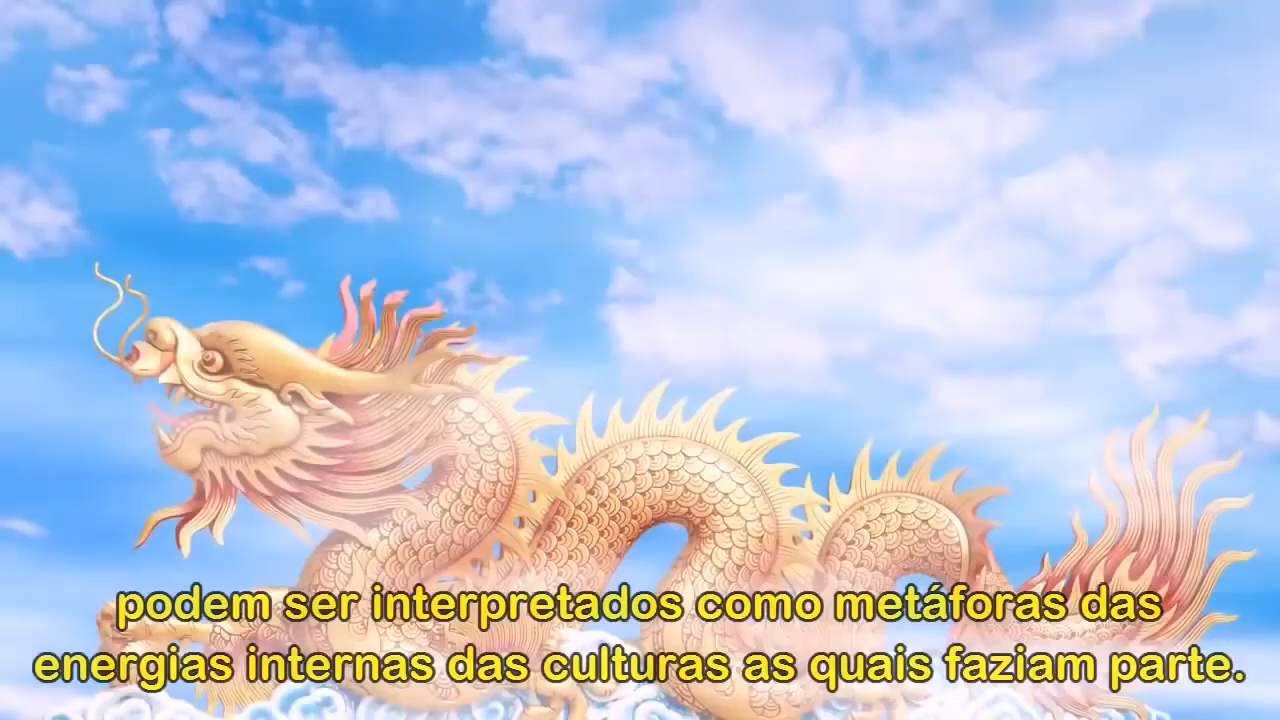 podem ser interpretados como metáforas das
energias internas das culturas as quais faziam parte.